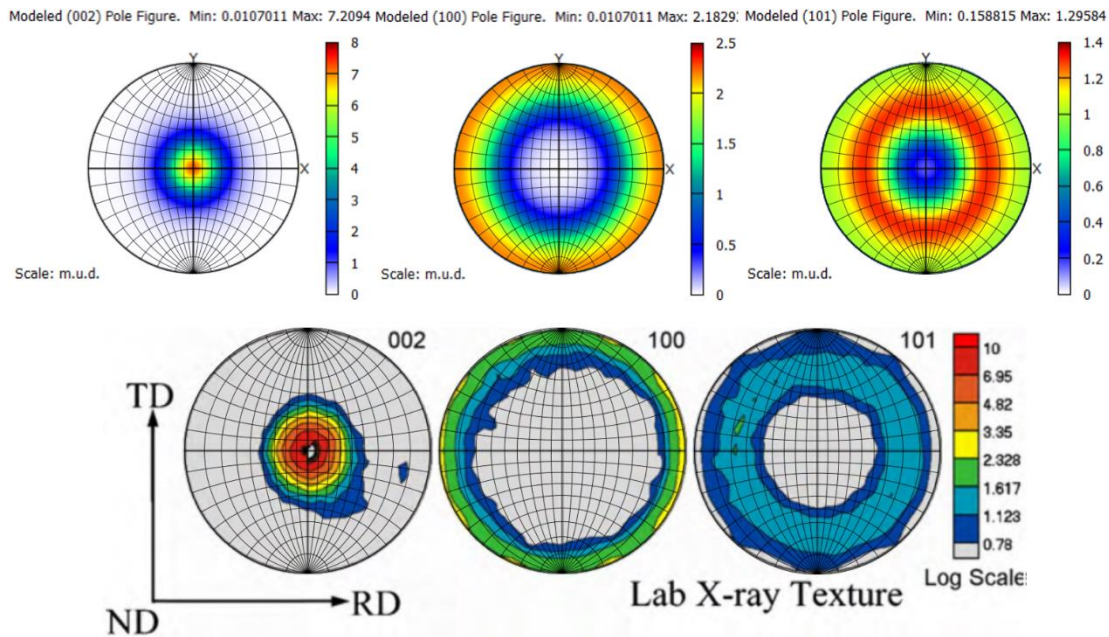 Modeled (002) Pole Figure. Min: 0.0107011 Max: 7.2094
Modeled (100) Pole Figure. Min: 0.0107011 Max: 2.1829
Modeled (101) Pole Figure. Min: 0.158815 Max: 1.29584
Y
X
8
7
6
5
4
3
2
1
0
Scale: m.u.d.
Y
X
2.5
2
1.5
1
0.5
0
Scale: m.u.d.
Y
X
1.4
1.2
1
0.8
0.6
0.4
0.2
0
Scale: m.u.d.
002
100
101
TD
RD
ND
10
6.95
4.82
3.35
2.328
1.617
1.123
0.78
Log Scale
Lab X-ray Texture